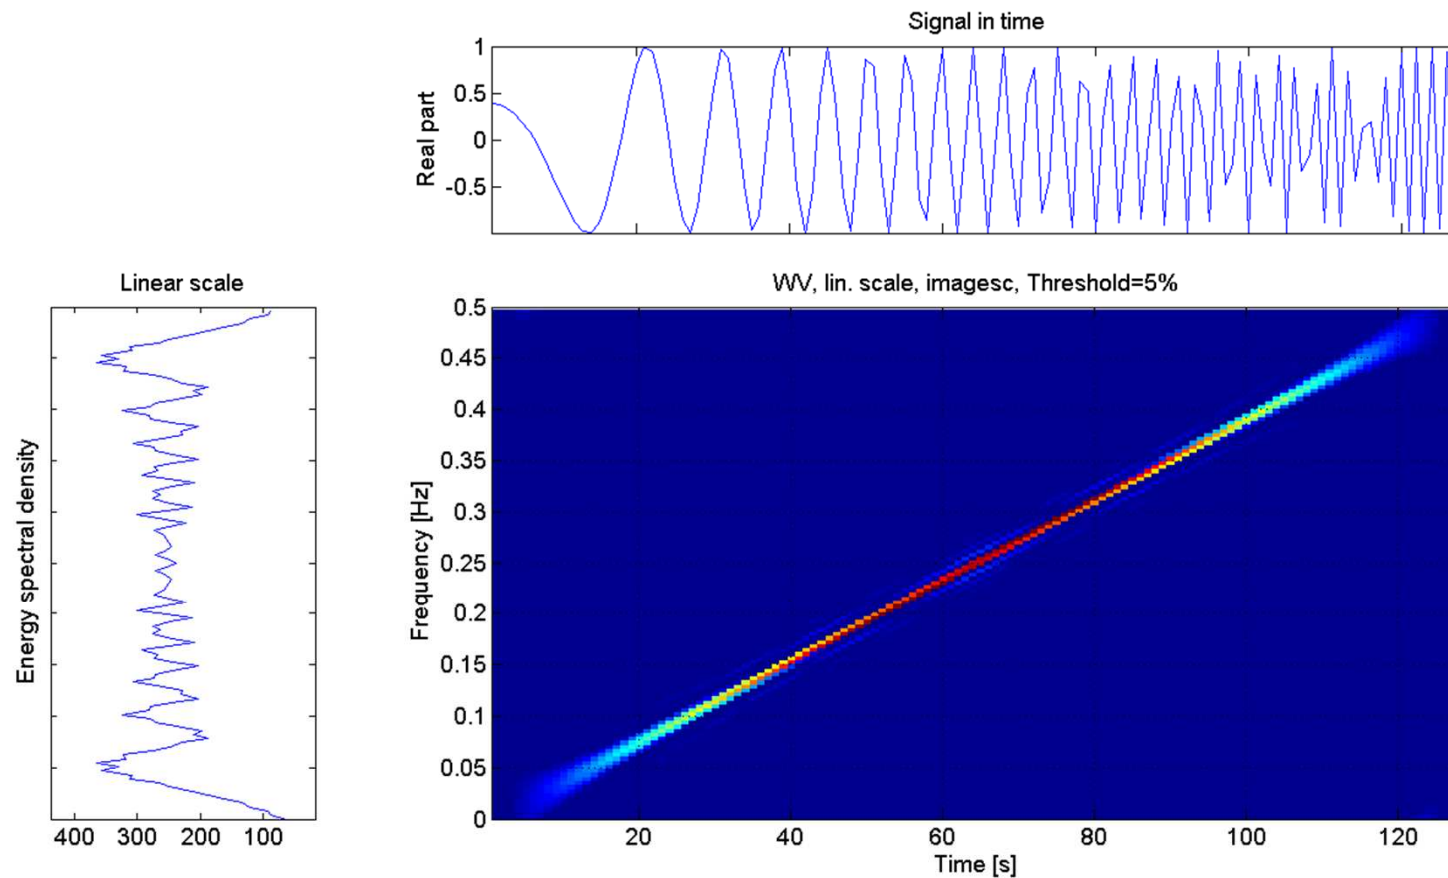 Signal in time
1
0.5
0
-0.5
Real part
Linear scale
WV, lin. scale, imagesc, Threshold=5%
Energy spectral density
400 300 200 100
Frequency [Hz]
0.5
0.45
0.4
0.35
0.3
0.25
0.2
0.15
0.1
0.05
0
20 40 60 80 100 120
Time [s]